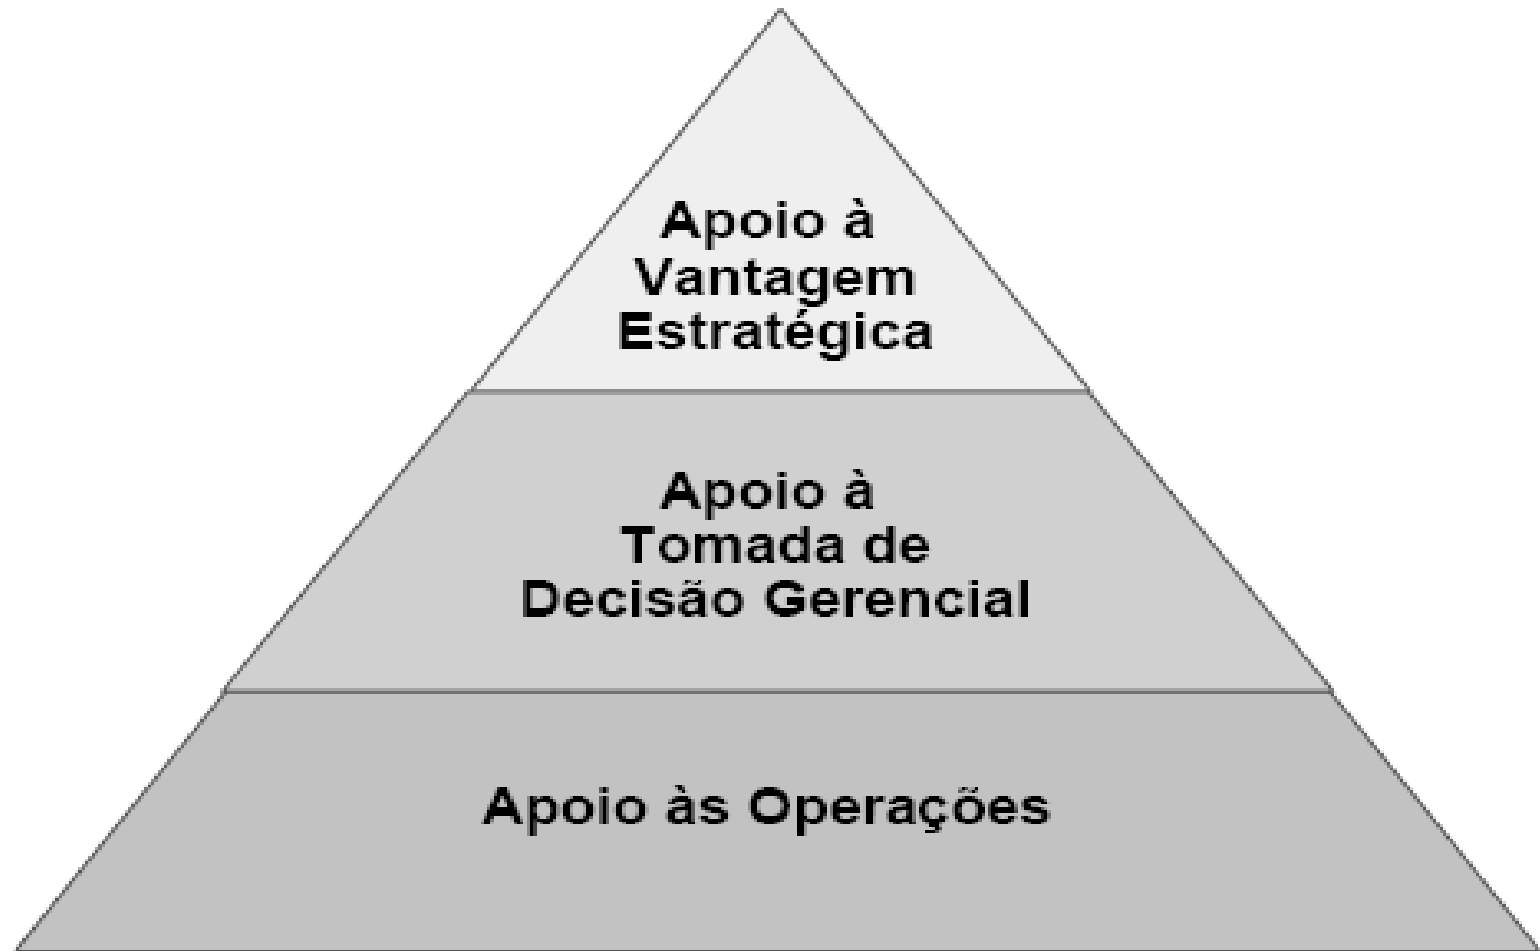 Apoio à
Vantagem
Estratégica
Apoio à
Tomada de
Decisão Gerencial
Apoio às Operações